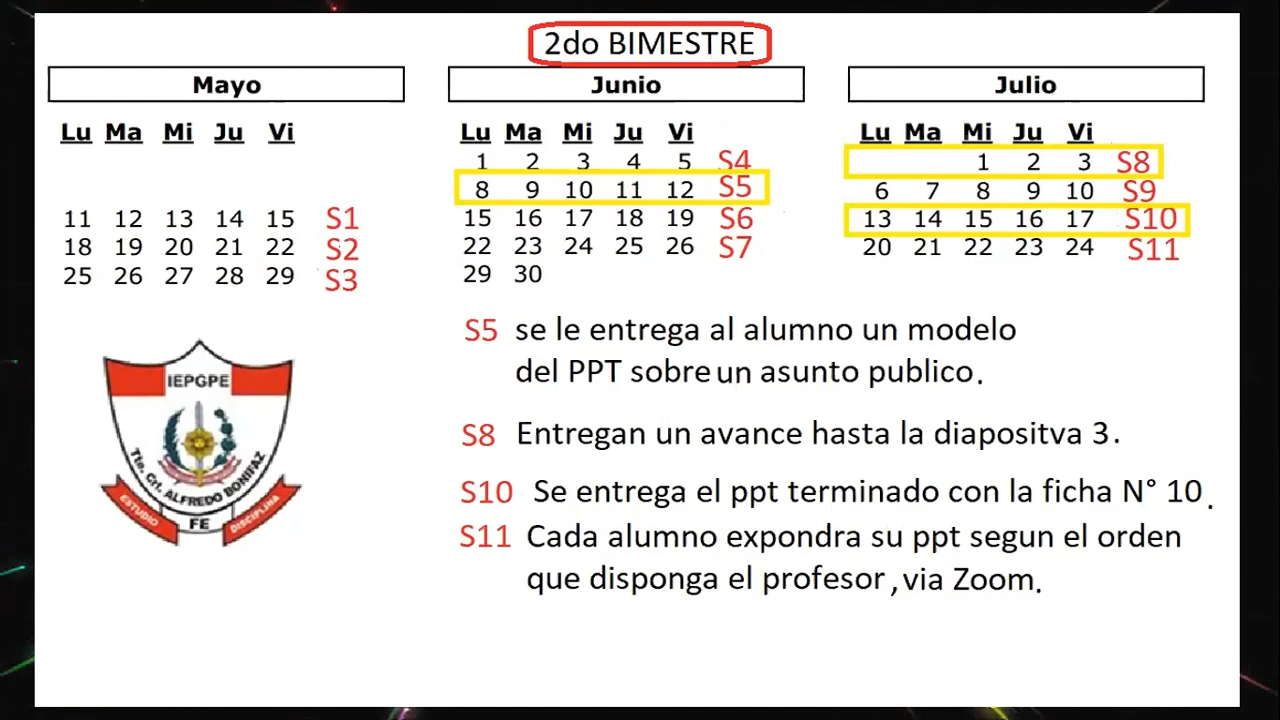 2do BIMESTRE
Mayo
Lu Ma Mi Ju Vi
11 12 13 14 15 S1
18 19 20 21 22 S2
25 26 27 28 29 S3
Junio
Lu Ma Mi Ju Vi
1 2 3 4 5 S4
8 9 10 11 12 S5
15 16 17 18 19 S6
22 23 24 25 26 S7
29 30
Julio
Lu Ma Mi Ju Vi
1 2 3 S8
6 7 8 9 10 S9
13 14 15 16 17 S10
20 21 22 23 24 S11
IEPGPE
Tte. Crl. ALFREDO BONIFAZ
ESTUDIO
FE
DISCIPLINA
S5 se le entrega al alumno un modelo
del PPT sobre un asunto publico.
S8 Entregan un avance hasta la diapositva 3.
S10 Se entrega el ppt terminado con la ficha N° 10.
S11 Cada alumno expondra su ppt segun el orden
que disponga el profesor, via Zoom.